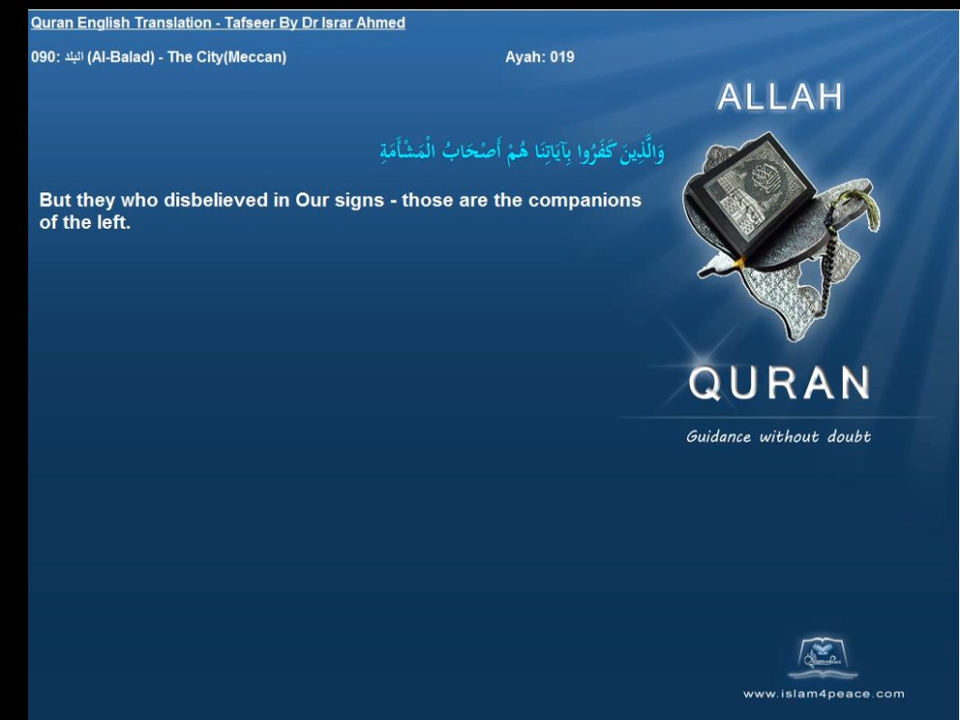 Quran English Translation - Tafseer By Dr Israr Ahmed
090: البلد (Al-Balad) - The City(Meccan) Ayah: 019
ALLAH
وَالَّذِينَ كَفَرُوا بِآيَاتِنَا هُمْ أَصْحَابُ الْمَشْأَمَةِ
But they who disbelieved in Our signs - those are the companions
of the left.
QURAN
Guidance without doubt
www.islam4peace.com